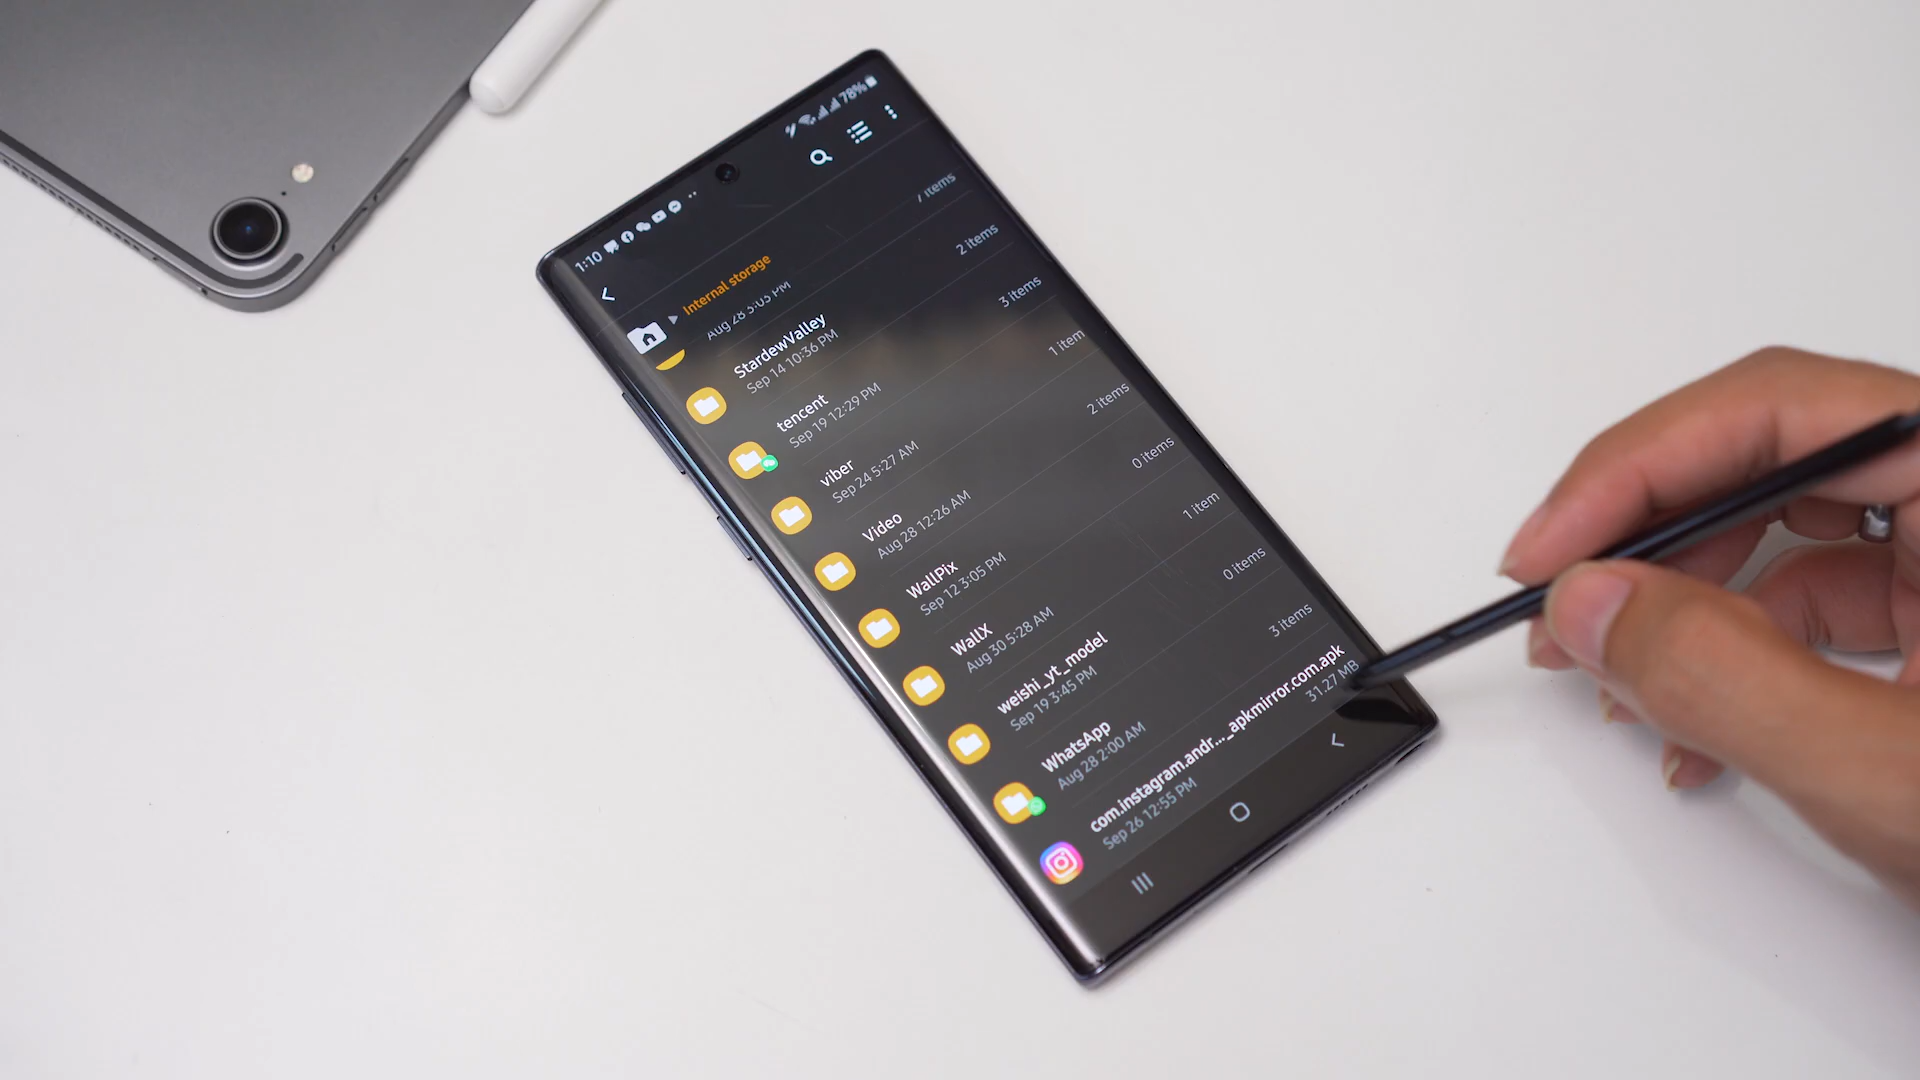 1:10 78%
Internal storage
Aug 28 3:05 PM 7 items
StardewValley
Sep 14 10:36 PM 2 items
tencent
Sep 19 12:29 PM 3 items
viber
Sep 24 5:27 AM 1 item
Video
Aug 28 12:26 AM 2 items
WallPix
Sep 12 3:05 PM 0 items
WallX
Aug 30 5:28 AM 1 item
weishi_yt_model
Sep 19 3:45 PM 0 items
WhatsApp
Aug 28 2:00 AM 3 items
com.instagram.andr..._apkmirror.com.apk
Sep 26 12:55 PM 31.27 MB